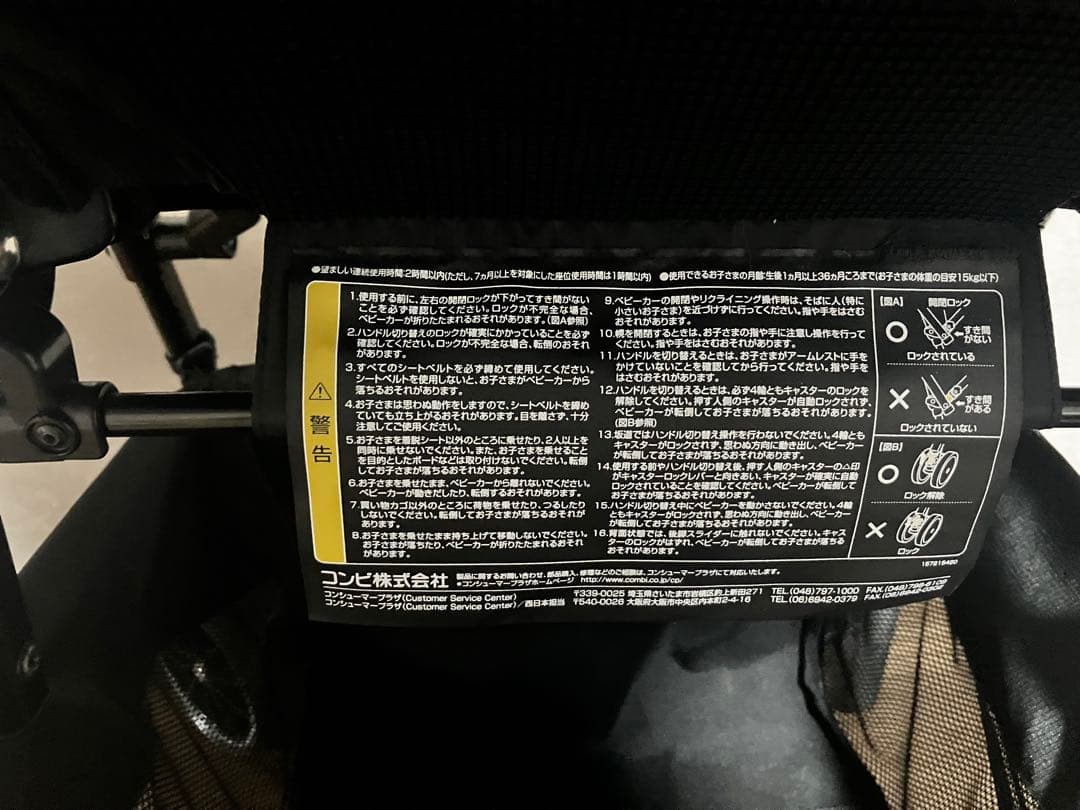 ●望ましい連続使用時間:2時間以内(ただし、7ヵ月以上を対象にした座位使用時間は1時間以内) ●使用できるお子さまの月齢:生後1ヵ月以上36ヵ月ごろまで(お子さまの体重の目安15kg以下)
警告
1.使用する前に、左右の開閉ロックが下がってすき間がない
ことを必ず確認してください。ロックが不完全な場合、
ベビーカーが折りたたまれるおそれがあります。(図A参照)
2.ハンドル切り替えのロックが確実にかかっていることを必ず
確認してください。ロックが不完全な場合、転倒のおそれ
があります。
3.すべてのシートベルトを必ず締めて使用してください。
シートベルトを使用しないと、お子さまがベビーカーから
落ちるおそれがあります。
4.お子さまは思わぬ動作をしますので、シートベルトを締め
ていても立ち上がるおそれがあります。目を離さず、十分
注意してご使用ください。
5.お子さまを着脱シート以外のところに乗せたり、2人以上を
同時に乗せないでください。また、お子さまを乗せること
を目的としたボードなどは取り付けないでください。転倒
してお子さまが落ちるおそれがあります。
6.お子さまを乗せたまま、ベビーカーから離れないでください。
ベビーカーが動きだしたり、転倒するおそれがあります。
7.買い物カゴ以外のところに荷物を乗せたり、つるしたり
しないでください。転倒してお子さまが落ちるおそれが
あります。
8.お子さまを乗せたまま持ち上げて移動しないでください。
お子さまが落ちたり、ベビーカーが折りたたまれるおそれ
があります。
9.ベビーカーの開閉やリクライニング操作時は、そばに人(特に
小さいお子さま)を近づけずに行ってください。指や手をはさむ
おそれがあります。
10.幌を開閉するときは、お子さまの指や手に注意し操作を行って
ください。指や手をはさむおそれがあります。
11.ハンドルを切り替えるときは、お子さまがアームレストに手を
かけていないことを確認してから行ってください。指や手を
はさむおそれがあります。
12.ハンドルを切り替えるときは、必ず4輪ともキャスターのロックを
解除してください。押す人側のキャスターが自動ロックされず、
ベビーカーが転倒してお子さまが落ちるおそれがあります。
(図B参照)
13.坂道ではハンドル切り替え操作を行わないでください。4輪とも
キャスターがロックされず、思わぬ方向に動き出し、ベビーカー
が転倒してお子さまが落ちるおそれがあります。
14.使用する前やハンドル切り替え後、押す人側のキャスターの△印
がキャスターロックレバーと向きあい、キャスターが確実に自動
ロックされていることを確認してください。ベビーカーが転倒して
お子さまが落ちるおそれがあります。
15.ハンドル切り替え中にベビーカーを動かさないでください。4輪
ともキャスターがロックされず、思わぬ方向に動き出し、ベビーカー
が転倒してお子さまが落ちるおそれがあります。
16.背面状態では、後脚スライダーに触れないでください。キャス
ターのロックがはずれ、ベビーカーが転倒してお子さまが落ちる
おそれがあります。
【図A】 開閉ロック
すき間
がない
ロックされている
すき間
がある
ロックされていない
【図B】
ロック解除
ロック
187215420
コンビ株式会社
製品に関するお問い合わせ、部品購入、修理などのご相談は、コンシューマープラザにて対応いたします。
●コンシューマープラザホームページ http://www.combi.co.jp/cp/
コンシューマープラザ(Customer Service Center) 〒339-0025 埼玉県さいたま市岩槻区釣上新田271 TEL.(048)797-1000 FAX.(048)798-6109
コンシューマープラザ(Customer Service Center)/西日本担当 〒540-0026 大阪府大阪市中央区内本町2-4-16 TEL.(06)6942-0379